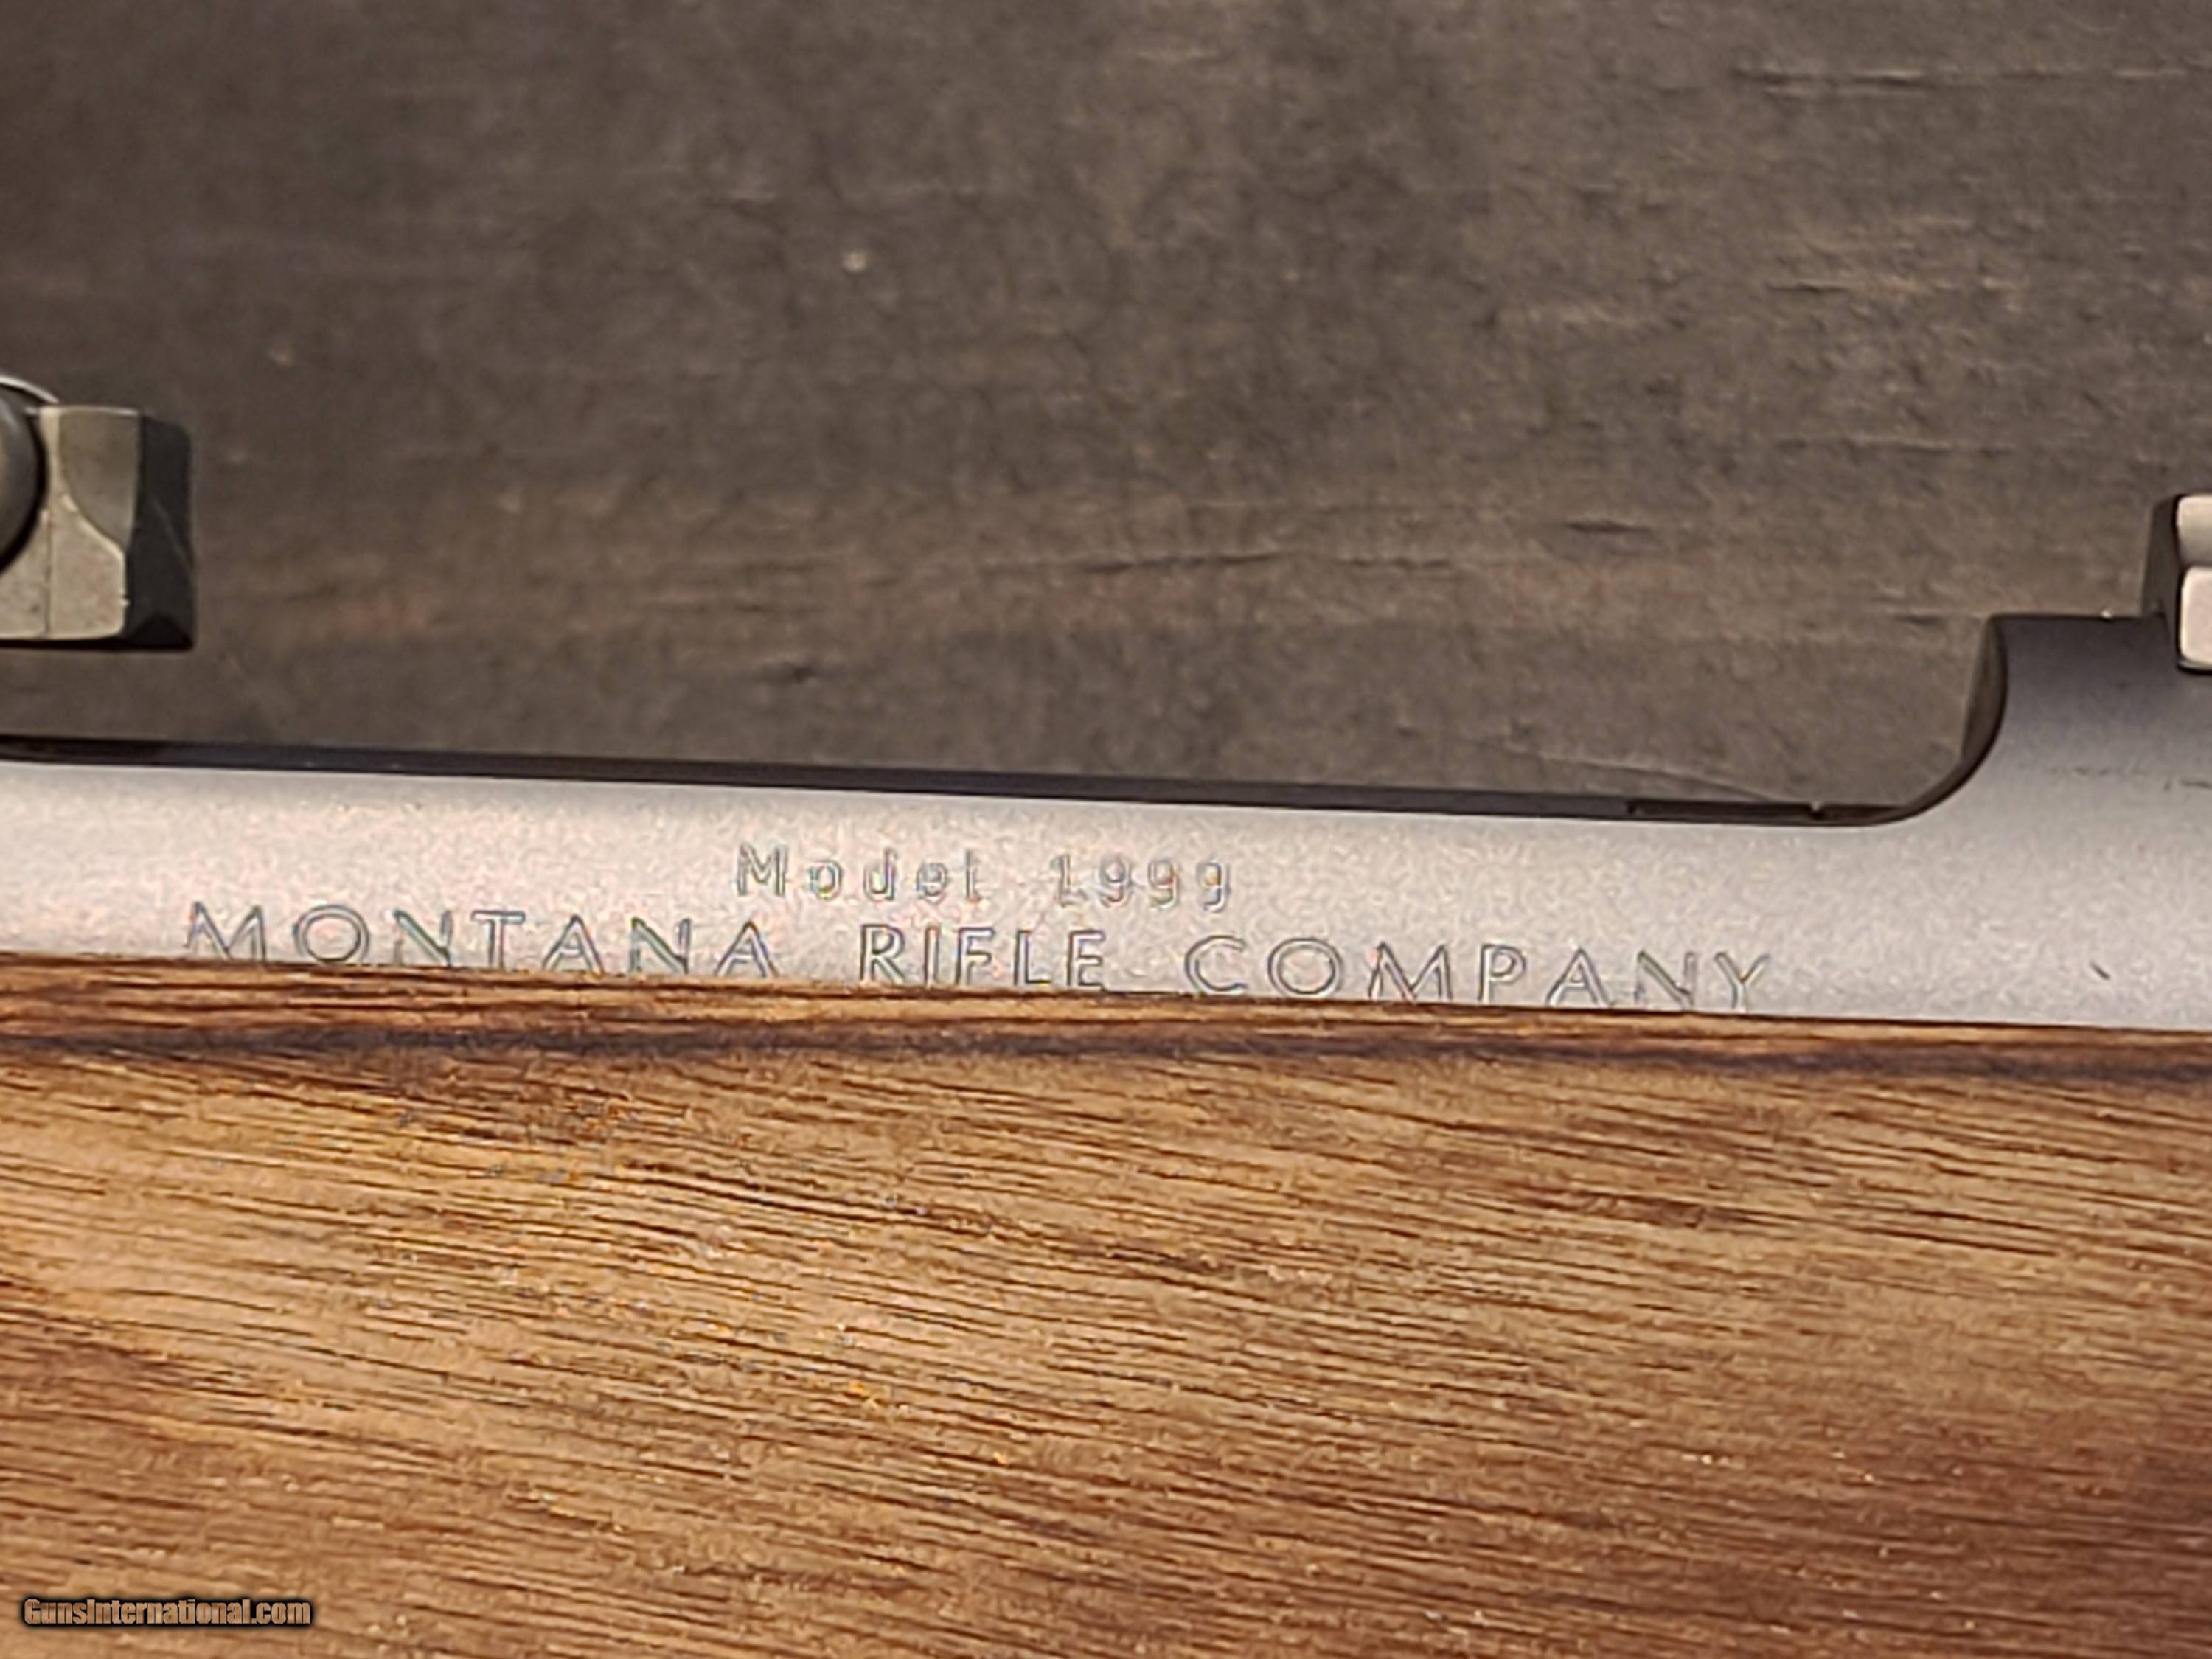 Model 1999
MONTANA RIFLE COMPANY
GunsInternational.com